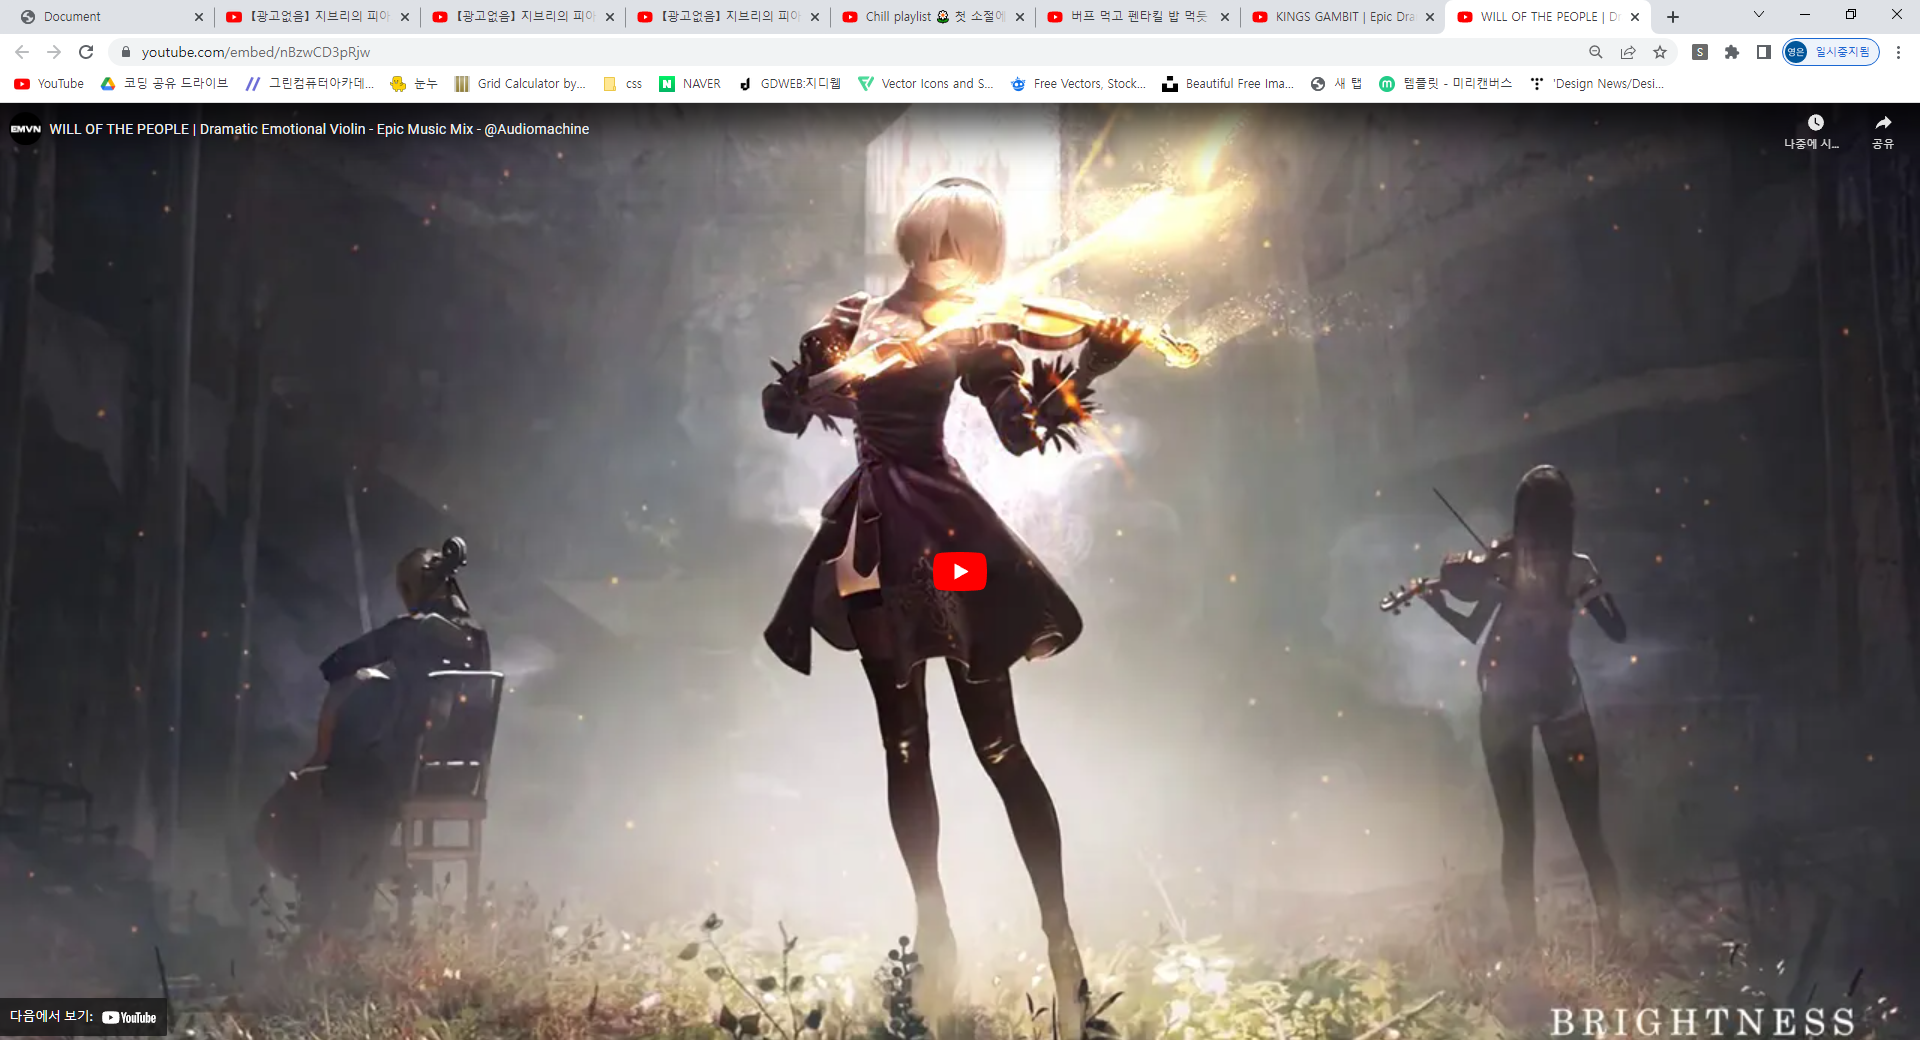 Document
[광고없음] 지브리의 피아
[광고없음] 지브리의 피아
[광고없음] 지브리의 피아
Chill playlist 첫 소절에
버프 먹고 펜타킬 밥 먹듯
KINGS GAMBIT | Epic Dra
WILL OF THE PEOPLE | Dr
youtube.com/embed/nBzwCD3pRjw
S
영은 일시중지됨
YouTube
코딩 공유 드라이브
그린컴퓨터아카데...
눈누
Grid Calculator by...
css
N NAVER
GDWEB:지디웹
Vector Icons and S...
Free Vectors, Stock...
Beautiful Free Ima...
새 탭
m 템플릿 - 미리캔버스
'Design News/Desi...
EMVN WILL OF THE PEOPLE | Dramatic Emotional Violin - Epic Music Mix - @Audiomachine
나중에 시...
공유
다음에서 보기: YouTube
BRIGHTNESS